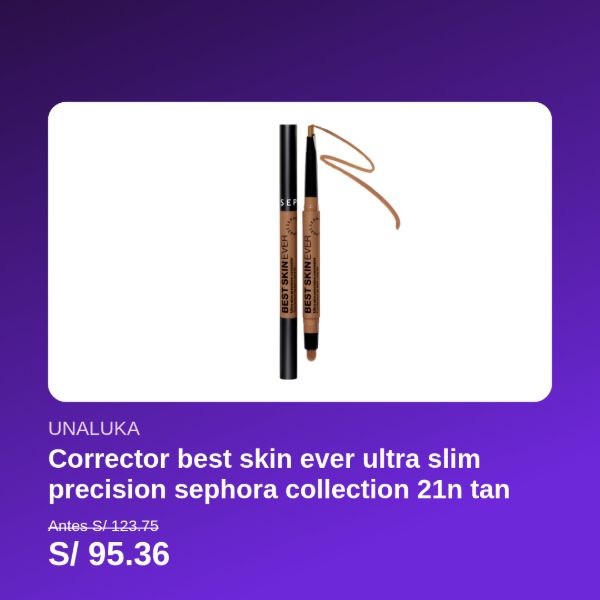 SEP
BEST SKIN EVER
BEST SKIN EVER
UNALUKA
Corrector best skin ever ultra slim
precision sephora collection 21n tan
Antes S/ 123.75
S/ 95.36